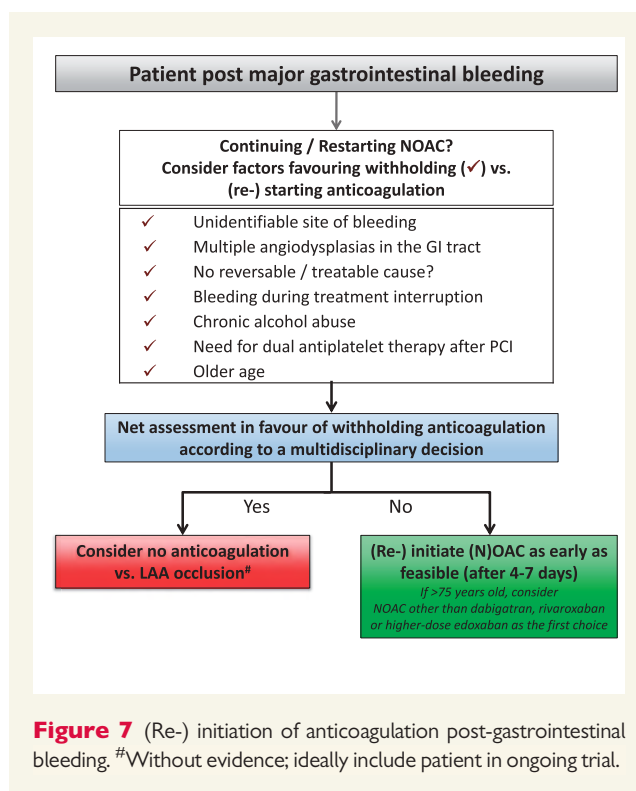 Patient post major gastrointestinal bleeding
Continuing / Restarting NOAC?
Consider factors favouring withholding (✓) vs.
(re-) starting anticoagulation
✓ Unidentifiable site of bleeding
✓ Multiple angiodysplasias in the GI tract
✓ No reversable / treatable cause?
✓ Bleeding during treatment interruption
✓ Chronic alcohol abuse
✓ Need for dual antiplatelet therapy after PCI
✓ Older age
Net assessment in favour of withholding anticoagulation
according to a multidisciplinary decision
Yes
No
Consider no anticoagulation
vs. LAA occlusion#
(Re-) initiate (N)OAC as early as
feasible (after 4-7 days)
If >75 years old, consider
NOAC other than dabigatran, rivaroxaban
or higher-dose edoxaban as the first choice
Figure 7 (Re-) initiation of anticoagulation post-gastrointestinal
bleeding. #Without evidence; ideally include patient in ongoing trial.